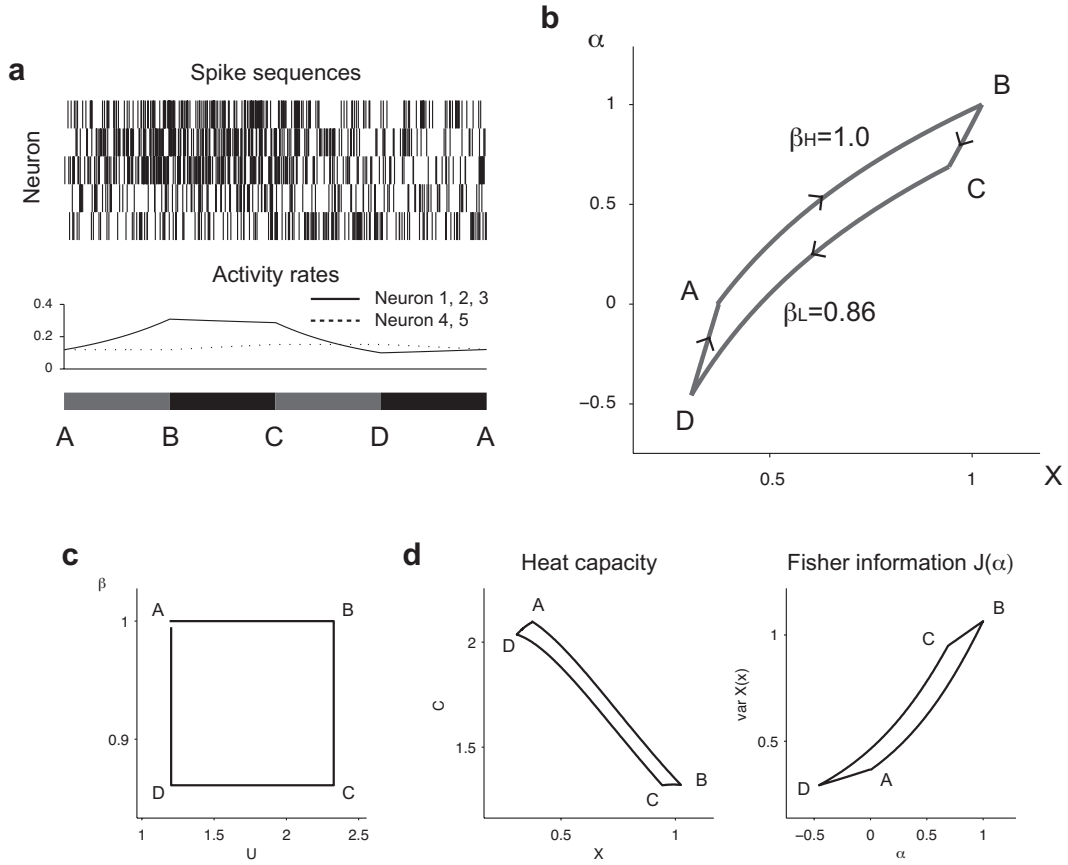 a
Spike sequences
Neuron
Activity rates
Neuron 1, 2, 3
Neuron 4, 5
0.4
0.2
0
A B C D A
b
α
1
0.5
0
−0.5
0.5 1
X
A
B
C
D
βH=1.0
βL=0.86
c
β
1
0.9
A
B
D
C
1 1.5 2 2.5
U
d
Heat capacity
C
2
1.5
A
D
B
C
0.5 1
X
Fisher information J(α)
var X(x)
1
0.5
B
C
D
A
−0.5 0 0.5 1
α